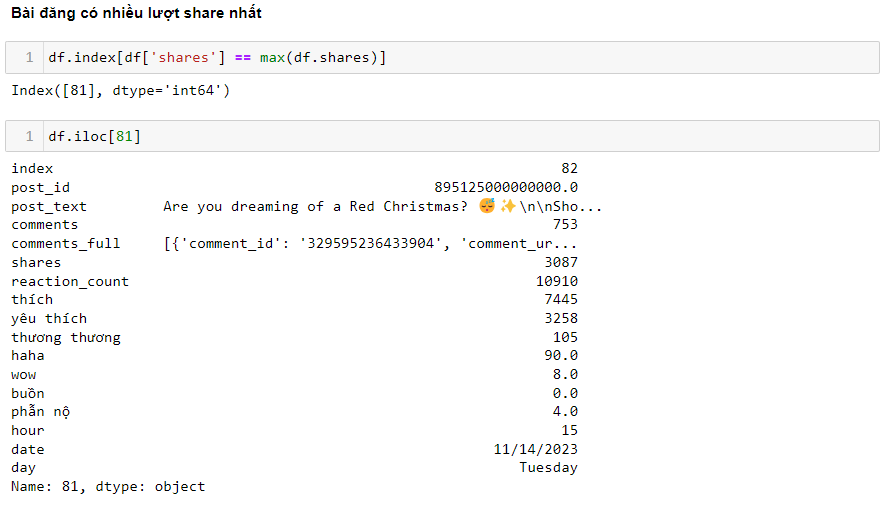 Bài đăng có nhiều lượt share nhất
1 df.index[df['shares'] == max(df.shares)]
Index([81], dtype='int64')
1 df.iloc[81]
index 82
post_id 895125000000000.0
post_text Are you dreaming of a Red Christmas? 😴✨\n\nSho...
comments 753
comments_full [{'comment_id': '329595236433904', 'comment_ur...
shares 3087
reaction_count 10910
thích 7445
yêu thích 3258
thương thương 105
haha 90.0
wow 8.0
buồn 0.0
phẫn nộ 4.0
hour 15
date 11/14/2023
day Tuesday
Name: 81, dtype: object